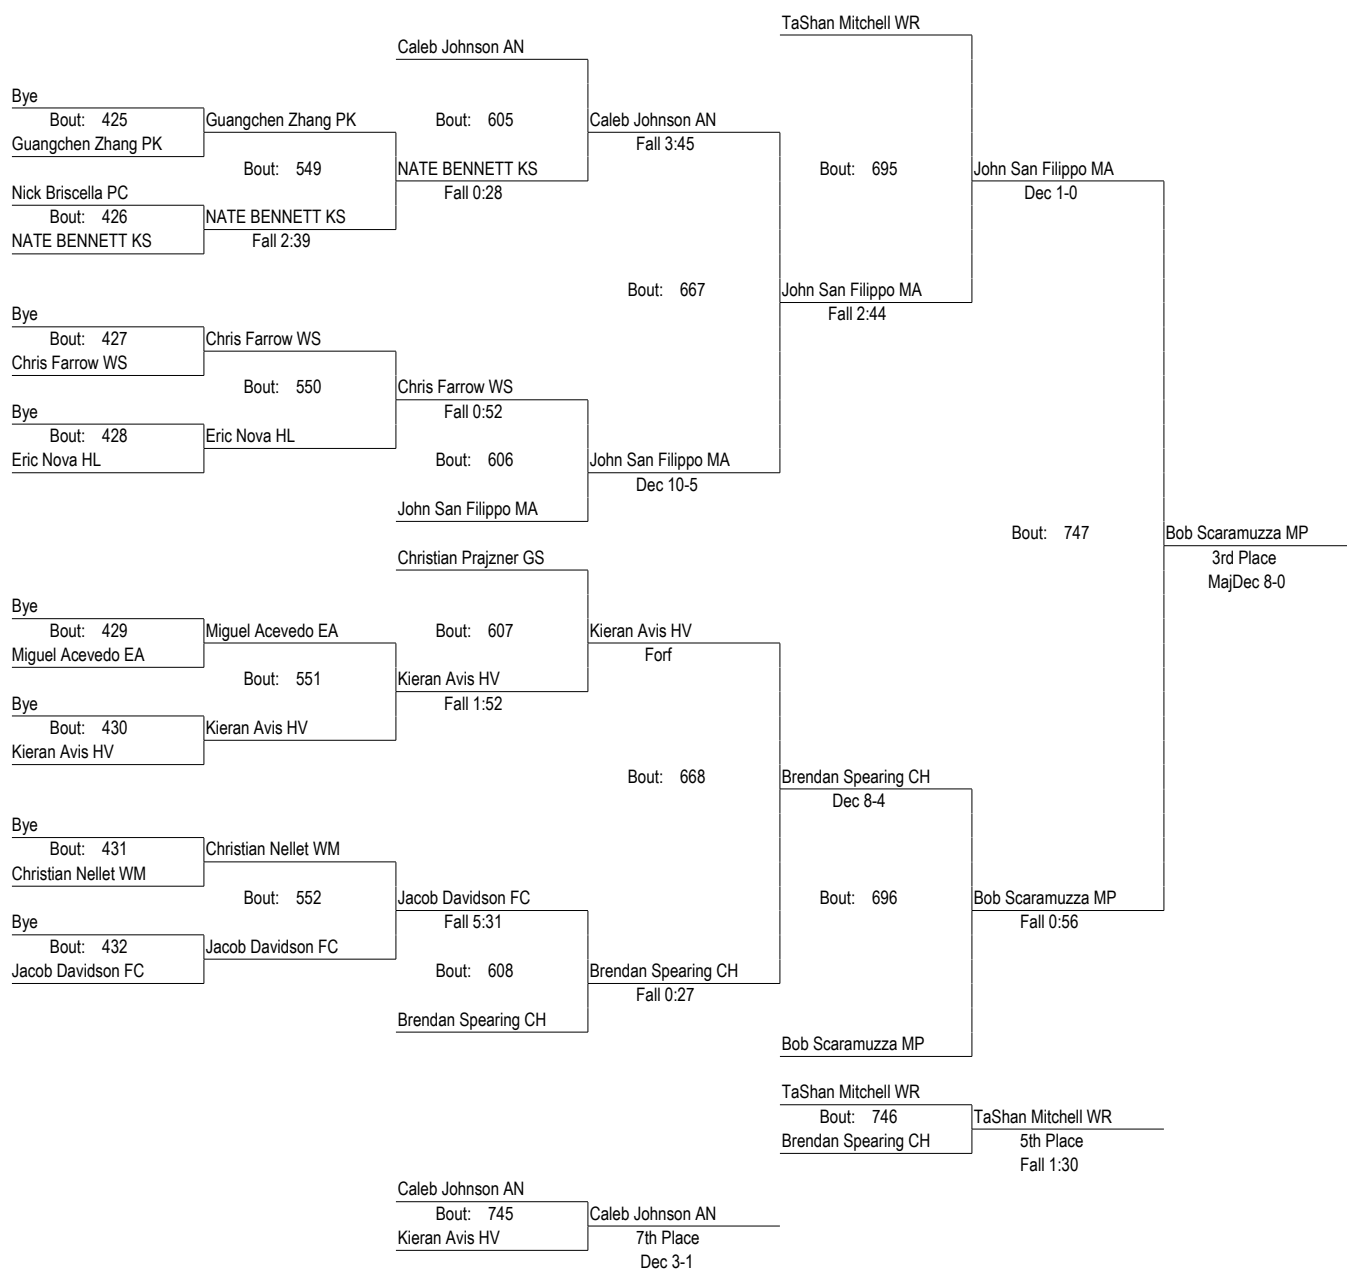 TaShan Mitchell WR
Caleb Johnson AN
Bye
Bout: 425 Guangchen Zhang PK Bout: 605 Caleb Johnson AN
Guangchen Zhang PK Fall 3:45
Bout: 549 NATE BENNETT KS Bout: 695 John San Filippo MA
Nick Briscella PC Fall 0:28 Dec 1-0
Bout: 426 NATE BENNETT KS
NATE BENNETT KS Fall 2:39
Bout: 667 John San Filippo MA
Bye Fall 2:44
Bout: 427 Chris Farrow WS
Chris Farrow WS
Bout: 550 Chris Farrow WS
Bye Fall 0:52
Bout: 428 Eric Nova HL
Eric Nova HL Bout: 606 John San Filippo MA
Dec 10-5
John San Filippo MA
Bout: 747 Bob Scaramuzza MP
Christian Prajzner GS 3rd Place
MajDec 8-0
Bye
Bout: 429 Miguel Acevedo EA Bout: 607 Kieran Avis HV
Miguel Acevedo EA Forf
Bout: 551 Kieran Avis HV
Bye Fall 1:52
Bout: 430 Kieran Avis HV
Kieran Avis HV
Bout: 668 Brendan Spearing CH
Dec 8-4
Bye
Bout: 431 Christian Nellet WM
Christian Nellet WM
Bout: 552 Jacob Davidson FC Bout: 696 Bob Scaramuzza MP
Bye Fall 5:31 Fall 0:56
Bout: 432 Jacob Davidson FC
Jacob Davidson FC Bout: 608 Brendan Spearing CH
Fall 0:27
Brendan Spearing CH
Bob Scaramuzza MP
TaShan Mitchell WR
Bout: 746 TaShan Mitchell WR
Brendan Spearing CH 5th Place
Fall 1:30
Caleb Johnson AN
Bout: 745 Caleb Johnson AN
Kieran Avis HV 7th Place
Dec 3-1